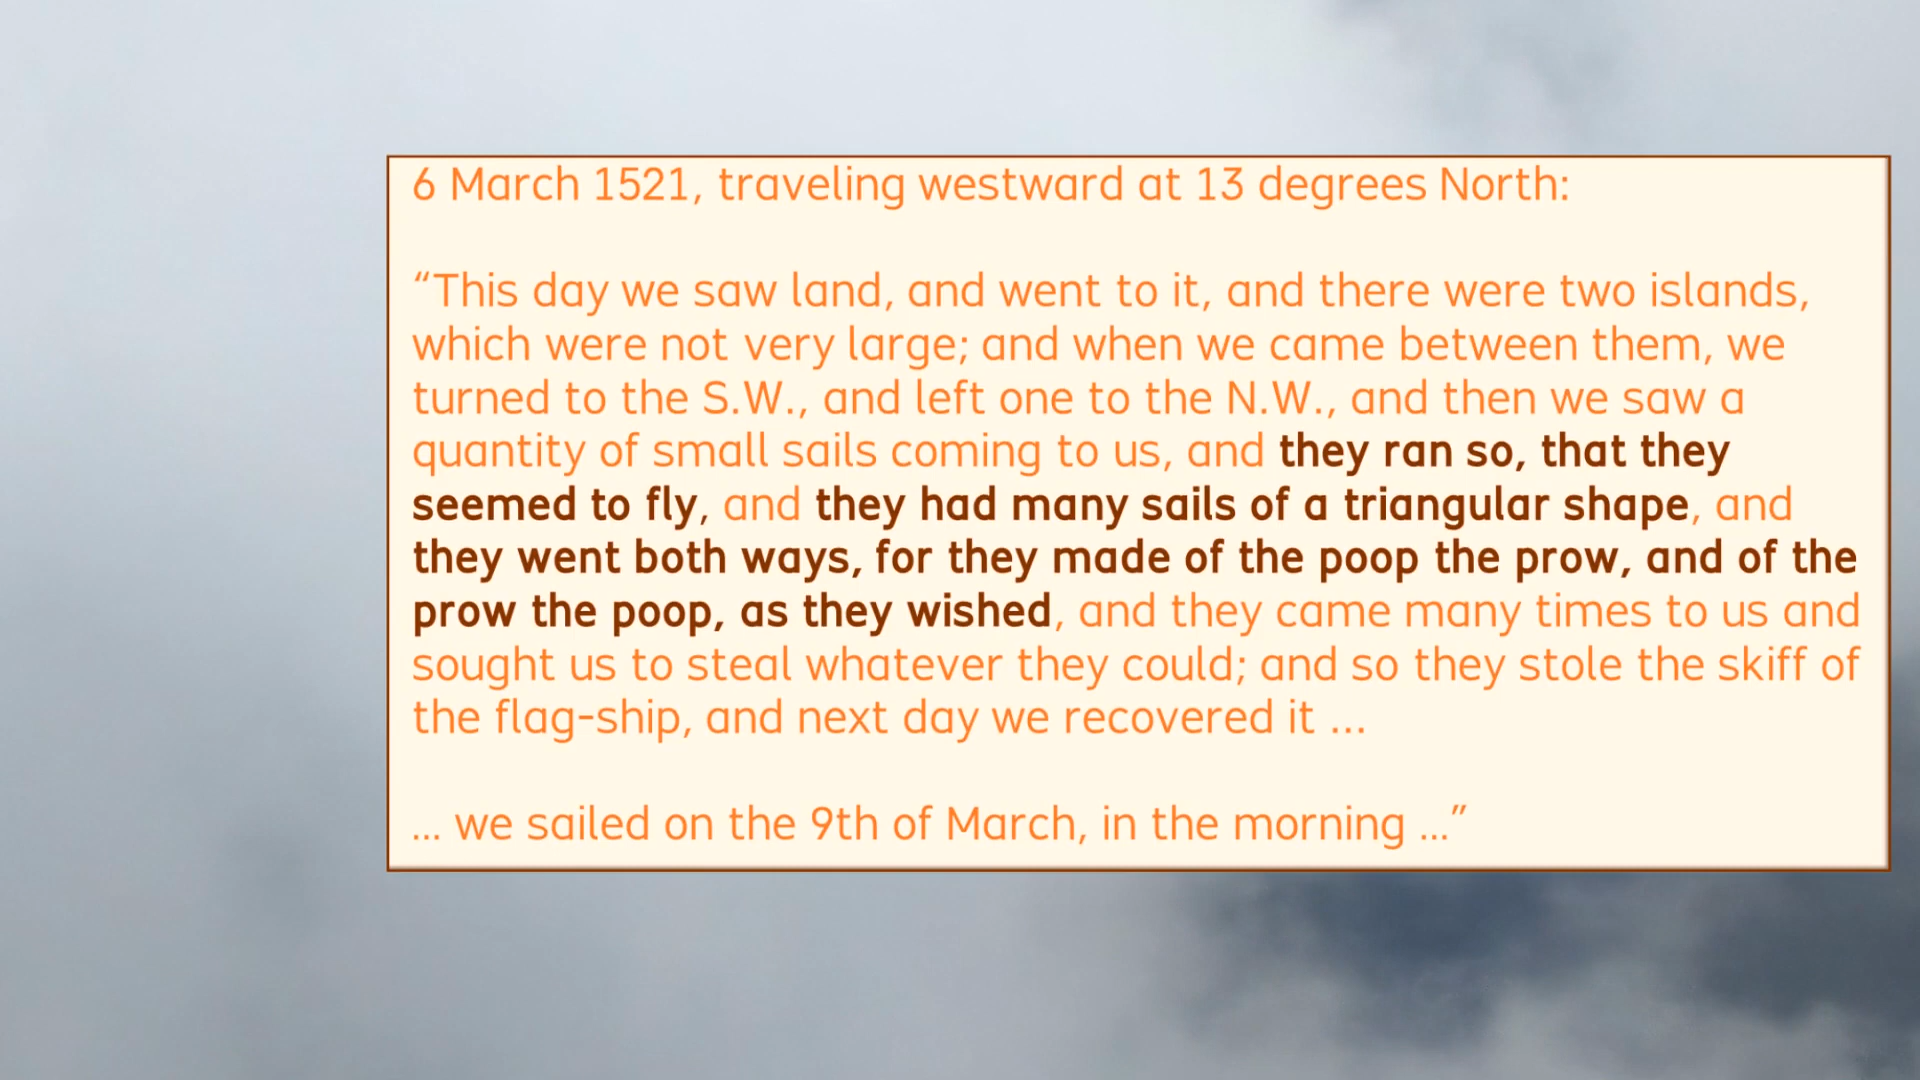 6 March 1521, traveling westward at 13 degrees North:
“This day we saw land, and went to it, and there were two islands,
which were not very large; and when we came between them, we
turned to the S.W., and left one to the N.W., and then we saw a
quantity of small sails coming to us, and they ran so, that they
seemed to fly, and they had many sails of a triangular shape, and
they went both ways, for they made of the poop the prow, and of the
prow the poop, as they wished, and they came many times to us and
sought us to steal whatever they could; and so they stole the skiff of
the flag-ship, and next day we recovered it ...
... we sailed on the 9th of March, in the morning ...”